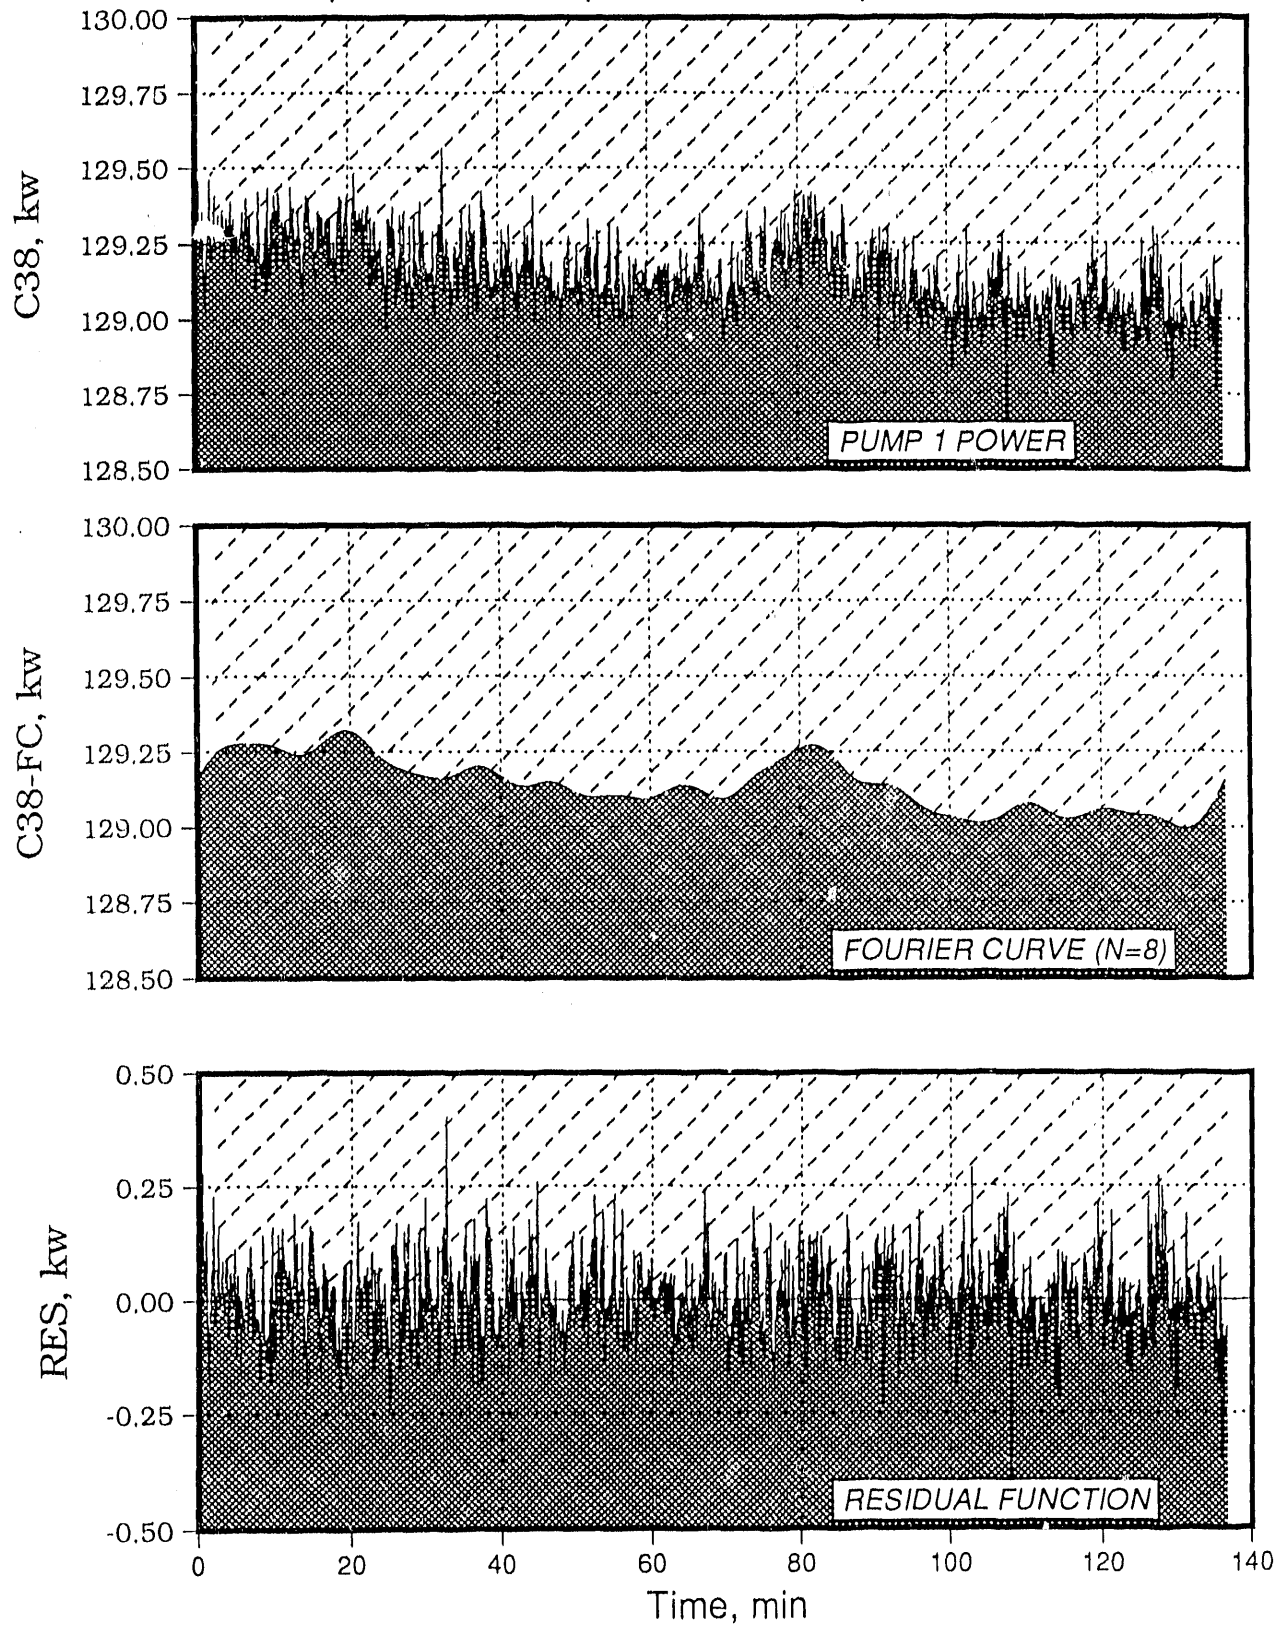 130.00
129.75
129.50
129.25
129.00
128.75
128.50
C38, kw
PUMP 1 POWER
130.00
129.75
129.50
129.25
129.00
128.75
128.50
C38-FC, kw
FOURIER CURVE (N=8)
0.50
0.25
0.00
-0.25
-0.50
RES, kw
RESIDUAL FUNCTION
0 20 40 60 80 100 120 140
Time, min